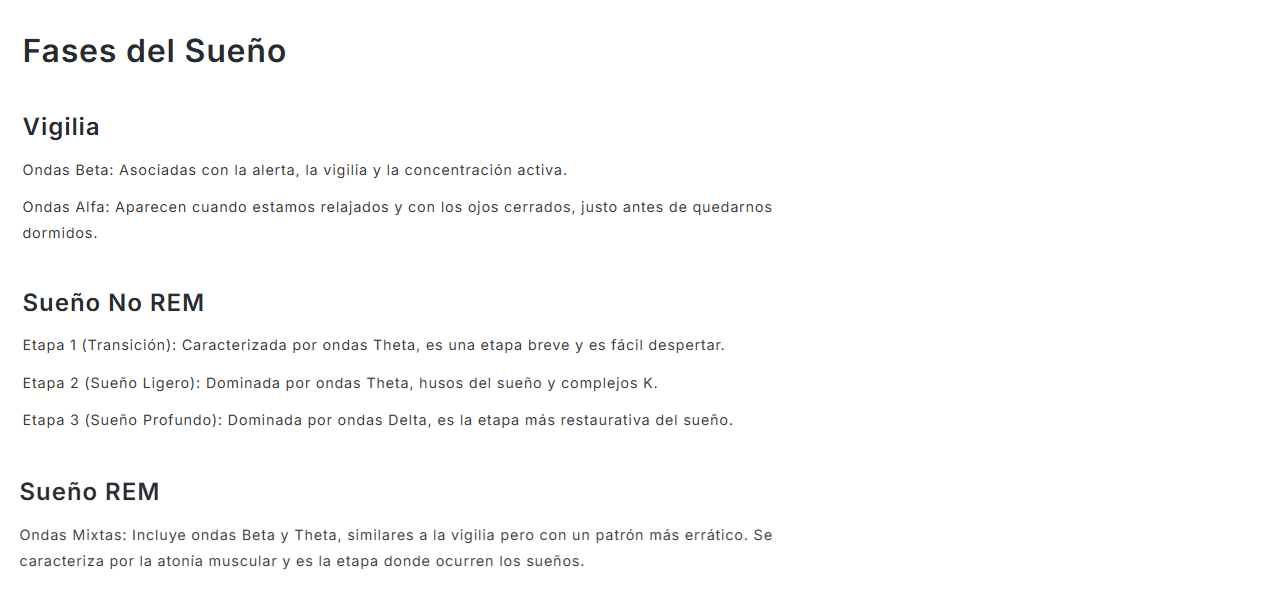 Fases del Sueño
Vigilia
Ondas Beta: Asociadas con la alerta, la vigilia y la concentración activa.
Ondas Alfa: Aparecen cuando estamos relajados y con los ojos cerrados, justo antes de quedarnos
dormidos.
Sueño No REM
Etapa 1 (Transición): Caracterizada por ondas Theta, es una etapa breve y es fácil despertar.
Etapa 2 (Sueño Ligero): Dominada por ondas Theta, husos del sueño y complejos K.
Etapa 3 (Sueño Profundo): Dominada por ondas Delta, es la etapa más restaurativa del sueño.
Sueño REM
Ondas Mixtas: Incluye ondas Beta y Theta, similares a la vigilia pero con un patrón más errático. Se
caracteriza por la atonía muscular y es la etapa donde ocurren los sueños.